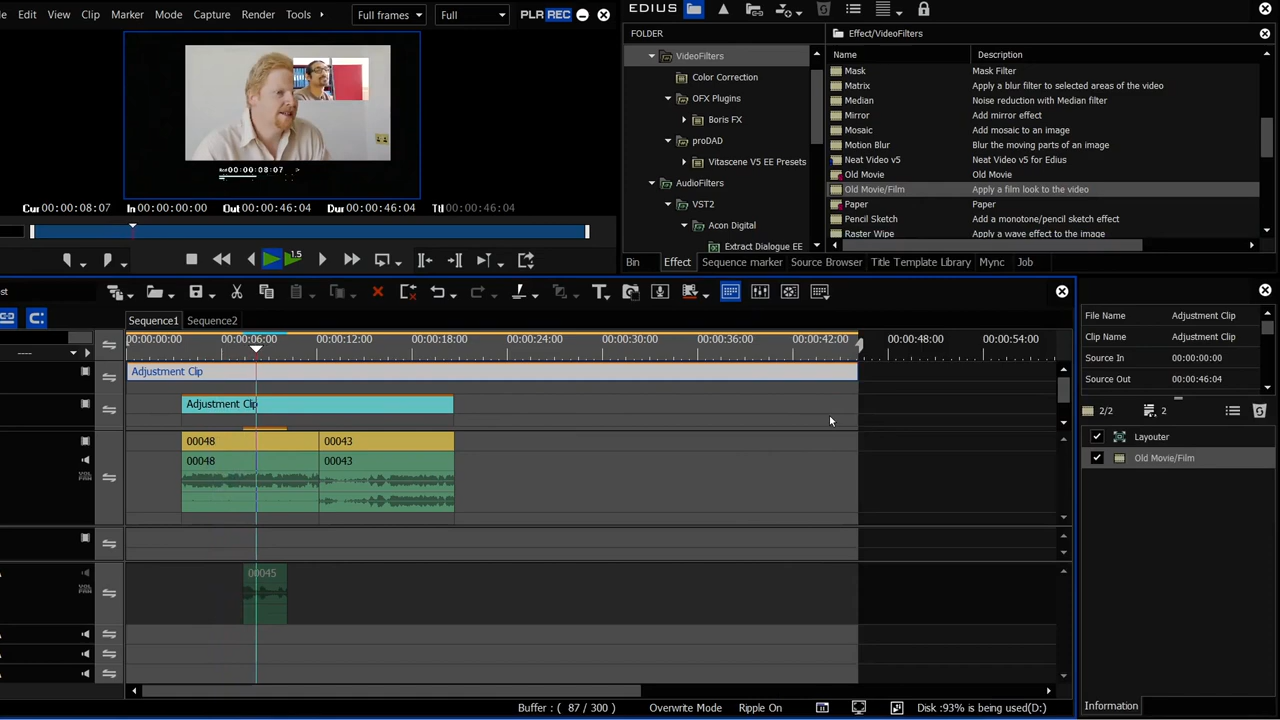 Edit View Clip Marker Mode Capture Render Tools Full frames Full PLR REC
Rcd 00:00:08:07 >
Cur 00:00:08:07 In 00:00:00:00 Out 00:00:46:04 Dur 00:00:46:04 Ttl 00:00:46:04
1.5
EDIUS
FOLDER
VideoFilters
Color Correction
OFX Plugins
Boris FX
proDAD
Vitascene V5 EE Presets
AudioFilters
VST2
Acon Digital
Extract Dialogue EE
Effect/VideoFilters
Name Description
Mask Mask Filter
Matrix Apply a blur filter to selected areas of the video
Median Noise reduction with Median filter
Mirror Add mirror effect
Mosaic Add mosaic to an image
Motion Blur Blur the moving parts of an image
Neat Video v5 Neat Video v5 for Edius
Old Movie Old Movie
Old Movie/Film Apply a film look to the video
Paper Paper
Pencil Sketch Add a monotone/pencil sketch effect
Raster Wipe Apply a wave effect to the image
Bin Effect Sequence marker Source Browser Title Template Library Mync Job
Sequence1 Sequence2
00:00:00:00 00:00:06:00 00:00:12:00 00:00:18:00 00:00:24:00 00:00:30:00 00:00:36:00 00:00:42:00 00:00:48:00 00:00:54:00
Adjustment Clip
Adjustment Clip
00048 00043
00048 00043
VOL
PAN
00045
VOL
PAN
File Name Adjustment Clip
Clip Name Adjustment Clip
Source In 00:00:00:00
Source Out 00:00:46:04
2/2 2
Layouter
Old Movie/Film
Information
Buffer : ( 87 / 300 ) Overwrite Mode Ripple On Disk :93% is being used(D:)